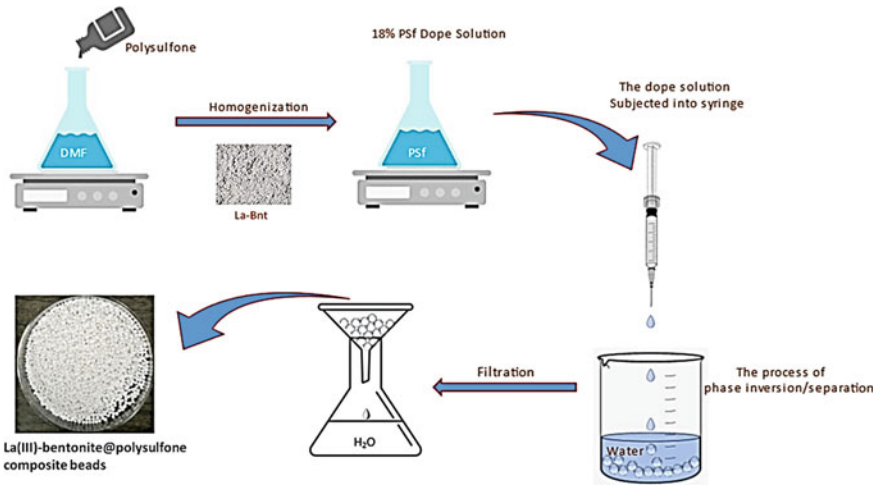 Polysulfone
DMF
Homogenization
La-Bnt
18% PSf Dope Solution
PSf
The dope solution
Subjected into syringe
Water
The process of
phase inversion/separation
Filtration
H₂O
La(III)-bentonite@polysulfone
composite beads